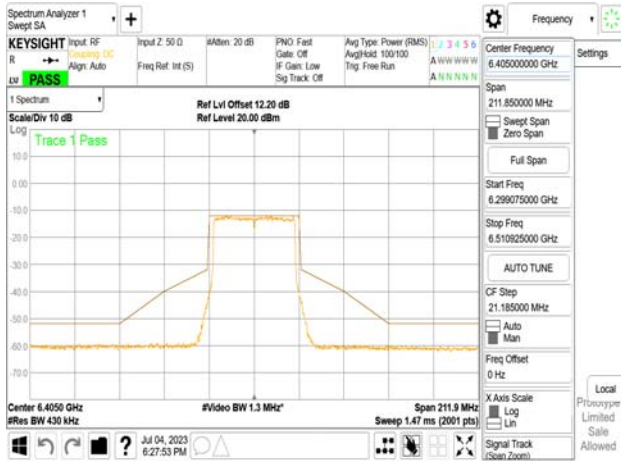 Spectrum Analyzer 1
Swept SA
+
Frequency
KEYSIGHT
R
LU
PASS
Input: RF
Coupling: DC
Align: Auto
Input Z: 50 Ω
Freq Ref: Int (S)
#Atten: 20 dB
PNO: Fast
Gate: Off
IF Gain: Low
Sig Track: Off
Avg Type: Power (RMS)
Avg|Hold: 100/100
Trig: Free Run
1 2 3 4 5 6
A W W W W W
A N N N N N
1 Spectrum
Scale/Div 10 dB
Ref Lvl Offset 12.20 dB
Ref Level 20.00 dBm
Log
Trace 1 Pass
10.0
0.00
-10.0
-20.0
-30.0
-40.0
-50.0
-60.0
-70.0
Center 6.4050 GHz
#Res BW 430 kHz
#Video BW 1.3 MHz*
Span 211.9 MHz
Sweep 1.47 ms (2001 pts)
?
Jul 04, 2023
6:27:53 PM
Center Frequency
6.405000000 GHz
Settings
Span
211.850000 MHz
Swept Span
Zero Span
Full Span
Start Freq
6.299075000 GHz
Stop Freq
6.510925000 GHz
AUTO TUNE
CF Step
21.185000 MHz
Auto
Man
Freq Offset
0 Hz
X Axis Scale
Log
Lin
Signal Track
(Span Zoom)
Local
Prototype
Limited
Sale
Allowed